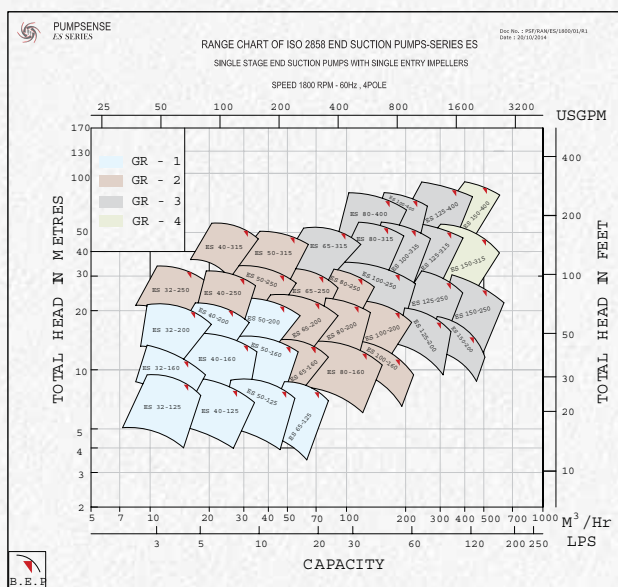 PUMPSENSE
ES SERIES
Doc No. : PSF/RAN/ES/1800/01/R1
Date : 20/10/2014
RANGE CHART OF ISO 2858 END SUCTION PUMPS-SERIES ES
SINGLE STAGE END SUCTION PUMPS WITH SINGLE ENTRY IMPELLERS
SPEED 1800 RPM - 60Hz , 4POLE
25 50 100 200 400 800 1600 3200
USGPM
170
130
100
50
40
30
20
10
5
4
3
2
TOTAL HEAD IN METRES
GR - 1
GR - 2
GR - 3
GR - 4
400
200
100
50
30
20
10
TOTAL HEAD IN FEET
ES 80-400
ES 125-400
ES 150-400
ES 40-315
ES 50-315
ES 65-315
ES 80-315
ES 100-315
ES 125-315
ES 150-315
ES 32-250
ES 40-250
ES 50-250
ES 65-250
ES 80-250
ES 100-250
ES 125-250
ES 150-250
ES 32-200
ES 40-200
ES 50-200
ES 65-200
ES 80-200
ES 100-200
ES 125-200
ES 150-200
ES 32-160
ES 40-160
ES 50-160
ES 65-160
ES 80-160
ES 100-160
ES 32-125
ES 40-125
ES 50-125
ES 65-125
5 7 10 20 30 40 50 70 100 200 300 400 500 700 1000
M3/Hr
3 5 10 20 30 60 120 200 250
LPS
CAPACITY
B.E.P